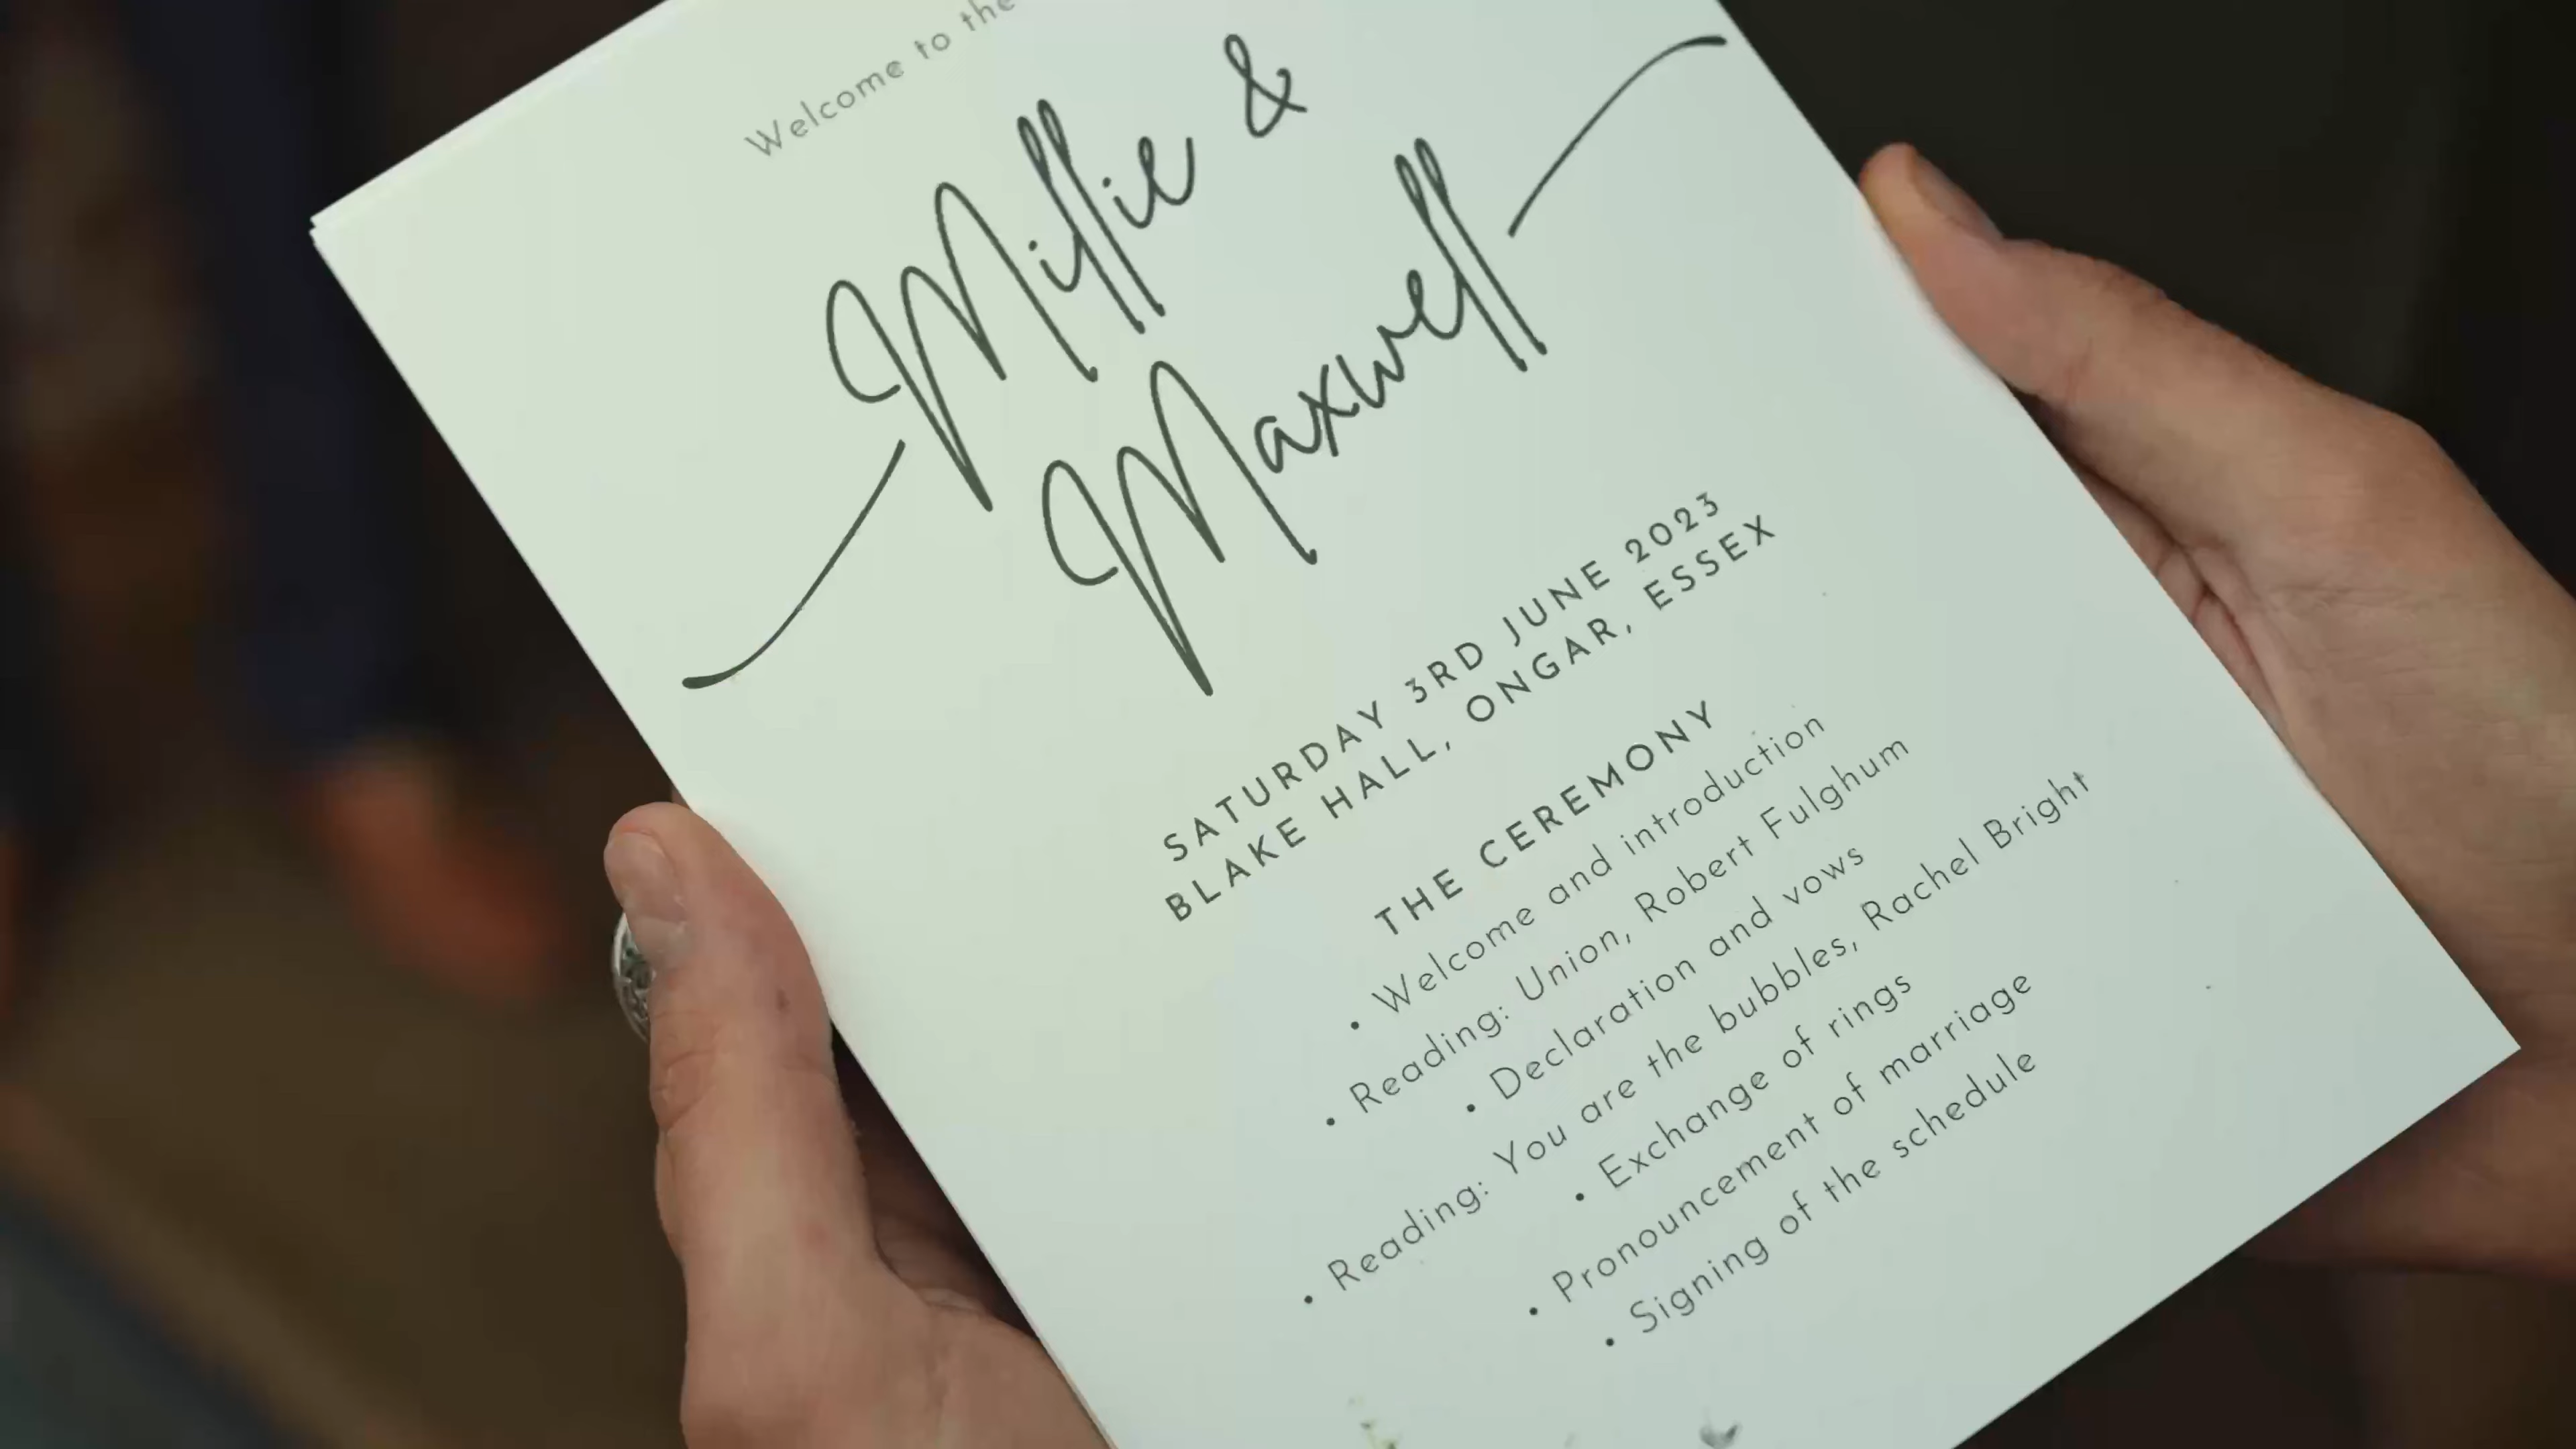 Welcome to the
Millie &
Maxwell
SATURDAY 3RD JUNE 2023
BLAKE HALL, ONGAR, ESSEX
THE CEREMONY
• Welcome and introduction
• Reading: Union, Robert Fulghum
• Declaration and vows
• Reading: You are the bubbles, Rachel Bright
• Exchange of rings
• Pronouncement of marriage
• Signing of the schedule